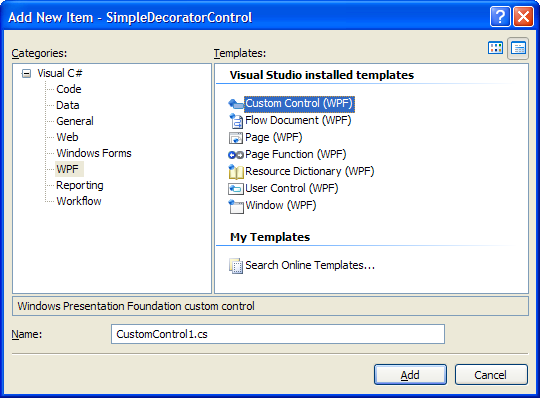 Add New Item - SimpleDecoratorControl
Categories:
Templates:
Visual C#
Code
Data
General
Web
Windows Forms
WPF
Reporting
Workflow
Visual Studio installed templates
Custom Control (WPF)
Flow Document (WPF)
Page (WPF)
Page Function (WPF)
Resource Dictionary (WPF)
User Control (WPF)
Window (WPF)
My Templates
Search Online Templates...
Windows Presentation Foundation custom control
Name:
CustomControl1.cs
Add
Cancel